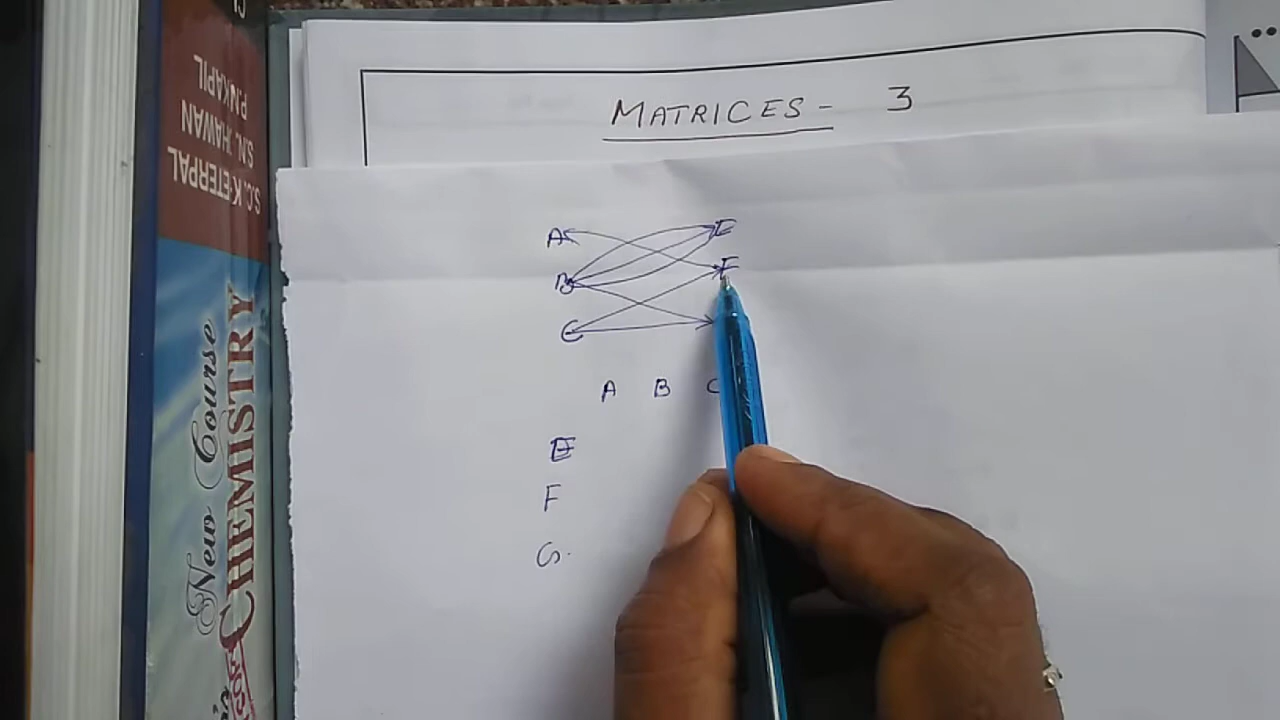 MATRICES - 3
A E
B F
C
A B C
E
F
G
S.C. KHETERPAL
S.N. DHAWAN
P.N. KAPIL
New Course
CHEMISTRY